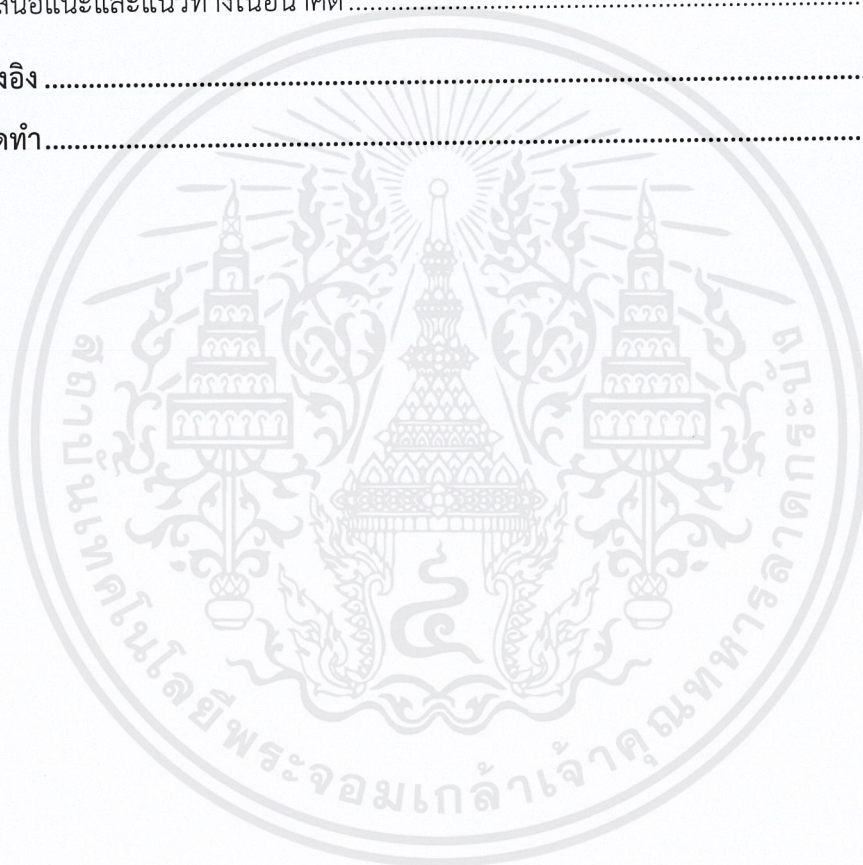 สนอแนะและแนวทางในอนาคต
งอิง
ดทำ
สถาบันเทคโนโลยีพระจอมเกล้าเจ้าคุณทหารลาดกระบัง